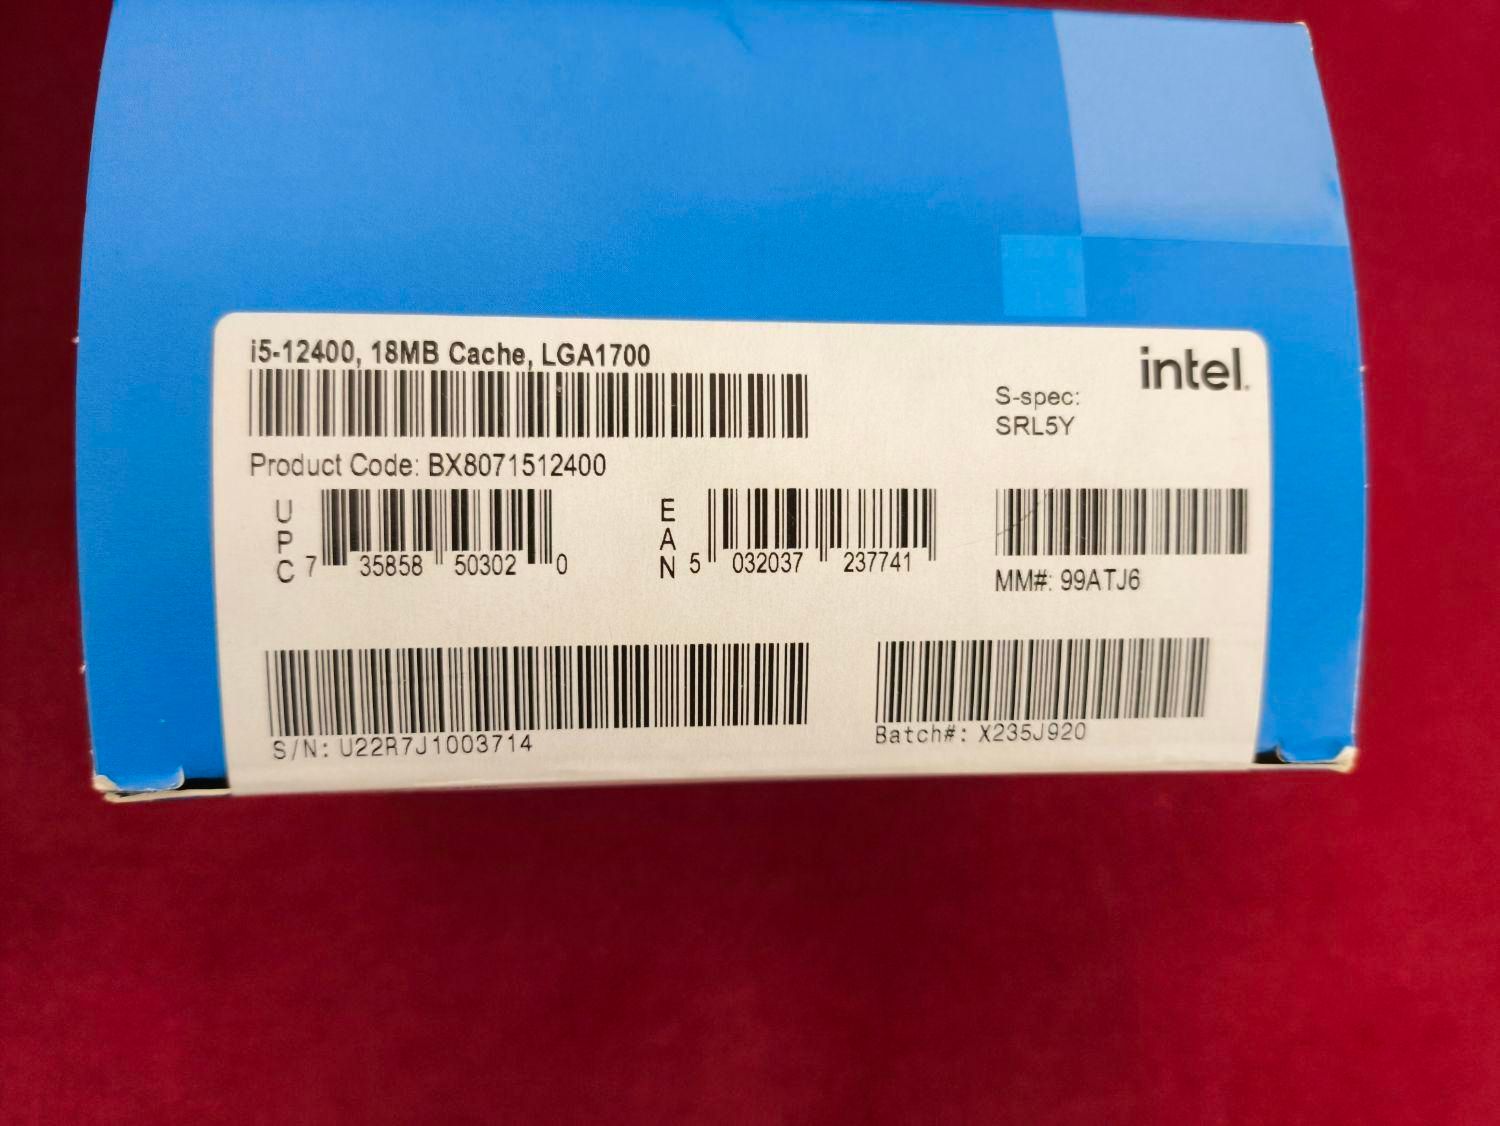 i5-12400, 18MB Cache, LGA1700
intel.
S-spec:
SRL5Y
Product Code: BX8071512400
UPC
7 35858 50302 0
EAN
5 032037 237741
MM#: 99ATJ6
S/N: U22R7J1003714
Batch#: X235J920